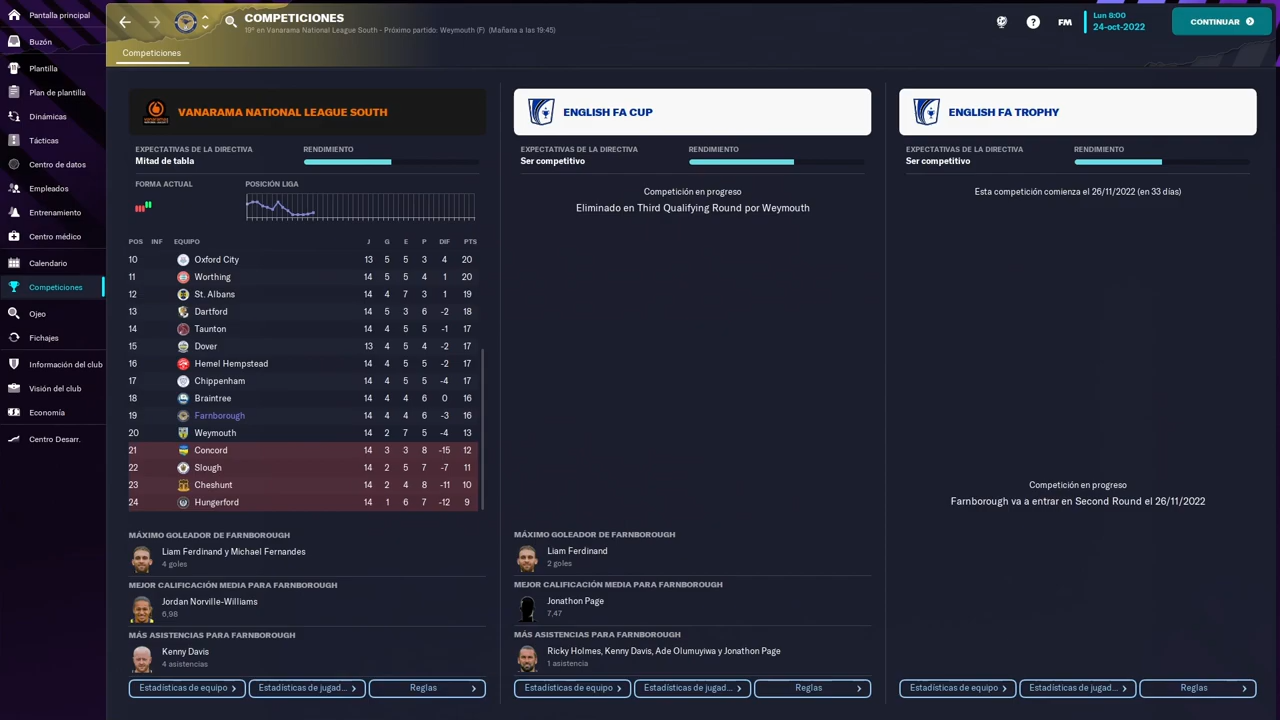 COMPETICIONES
19º en Vanarama National League South - Próximo partido: Weymouth (F) (Mañana a las 19:45)
FM
Lun 8:00
24-oct-2022
CONTINUAR
Competiciones
Pantalla principal
Buzón
Plantilla
Plan de plantilla
Dinámicas
Tácticas
Centro de datos
Empleados
Entrenamiento
Centro médico
Calendario
Competiciones
Ojeo
Fichajes
Información del club
Visión del club
Economía
Centro Desarr.
VANARAMA NATIONAL LEAGUE SOUTH
EXPECTATIVAS DE LA DIRECTIVA RENDIMIENTO
Mitad de tabla
FORMA ACTUAL POSICIÓN LIGA
POS INF EQUIPO J G E P DIF PTS
10 Oxford City 13 5 5 3 4 20
11 Worthing 14 5 5 4 1 20
12 St. Albans 14 4 7 3 1 19
13 Dartford 14 5 3 6 -2 18
14 Taunton 14 4 5 5 -1 17
15 Dover 13 4 5 4 -2 17
16 Hemel Hempstead 14 4 5 5 -2 17
17 Chippenham 14 4 5 5 -4 17
18 Braintree 14 4 4 6 0 16
19 Farnborough 14 4 4 6 -3 16
20 Weymouth 14 2 7 5 -4 13
21 Concord 14 3 3 8 -15 12
22 Slough 14 2 5 7 -7 11
23 Cheshunt 14 2 4 8 -11 10
24 Hungerford 14 1 6 7 -12 9
MÁXIMO GOLEADOR DE FARNBOROUGH
Liam Ferdinand y Michael Fernandes
4 goles
MEJOR CALIFICACIÓN MEDIA PARA FARNBOROUGH
Jordan Norville-Williams
6,98
MÁS ASISTENCIAS PARA FARNBOROUGH
Kenny Davis
4 asistencias
Estadísticas de equipo Estadísticas de jugad... Reglas
ENGLISH FA CUP
EXPECTATIVAS DE LA DIRECTIVA RENDIMIENTO
Ser competitivo
Competición en progreso
Eliminado en Third Qualifying Round por Weymouth
MÁXIMO GOLEADOR DE FARNBOROUGH
Liam Ferdinand
2 goles
MEJOR CALIFICACIÓN MEDIA PARA FARNBOROUGH
Jonathon Page
7,47
MÁS ASISTENCIAS PARA FARNBOROUGH
Ricky Holmes, Kenny Davis, Ade Olumuyiwa y Jonathon Page
1 asistencia
Estadísticas de equipo Estadísticas de jugad... Reglas
ENGLISH FA TROPHY
EXPECTATIVAS DE LA DIRECTIVA RENDIMIENTO
Ser competitivo
Esta competición comienza el 26/11/2022 (en 33 días)
Competición en progreso
Farnborough va a entrar en Second Round el 26/11/2022
Estadísticas de equipo Estadísticas de jugad... Reglas